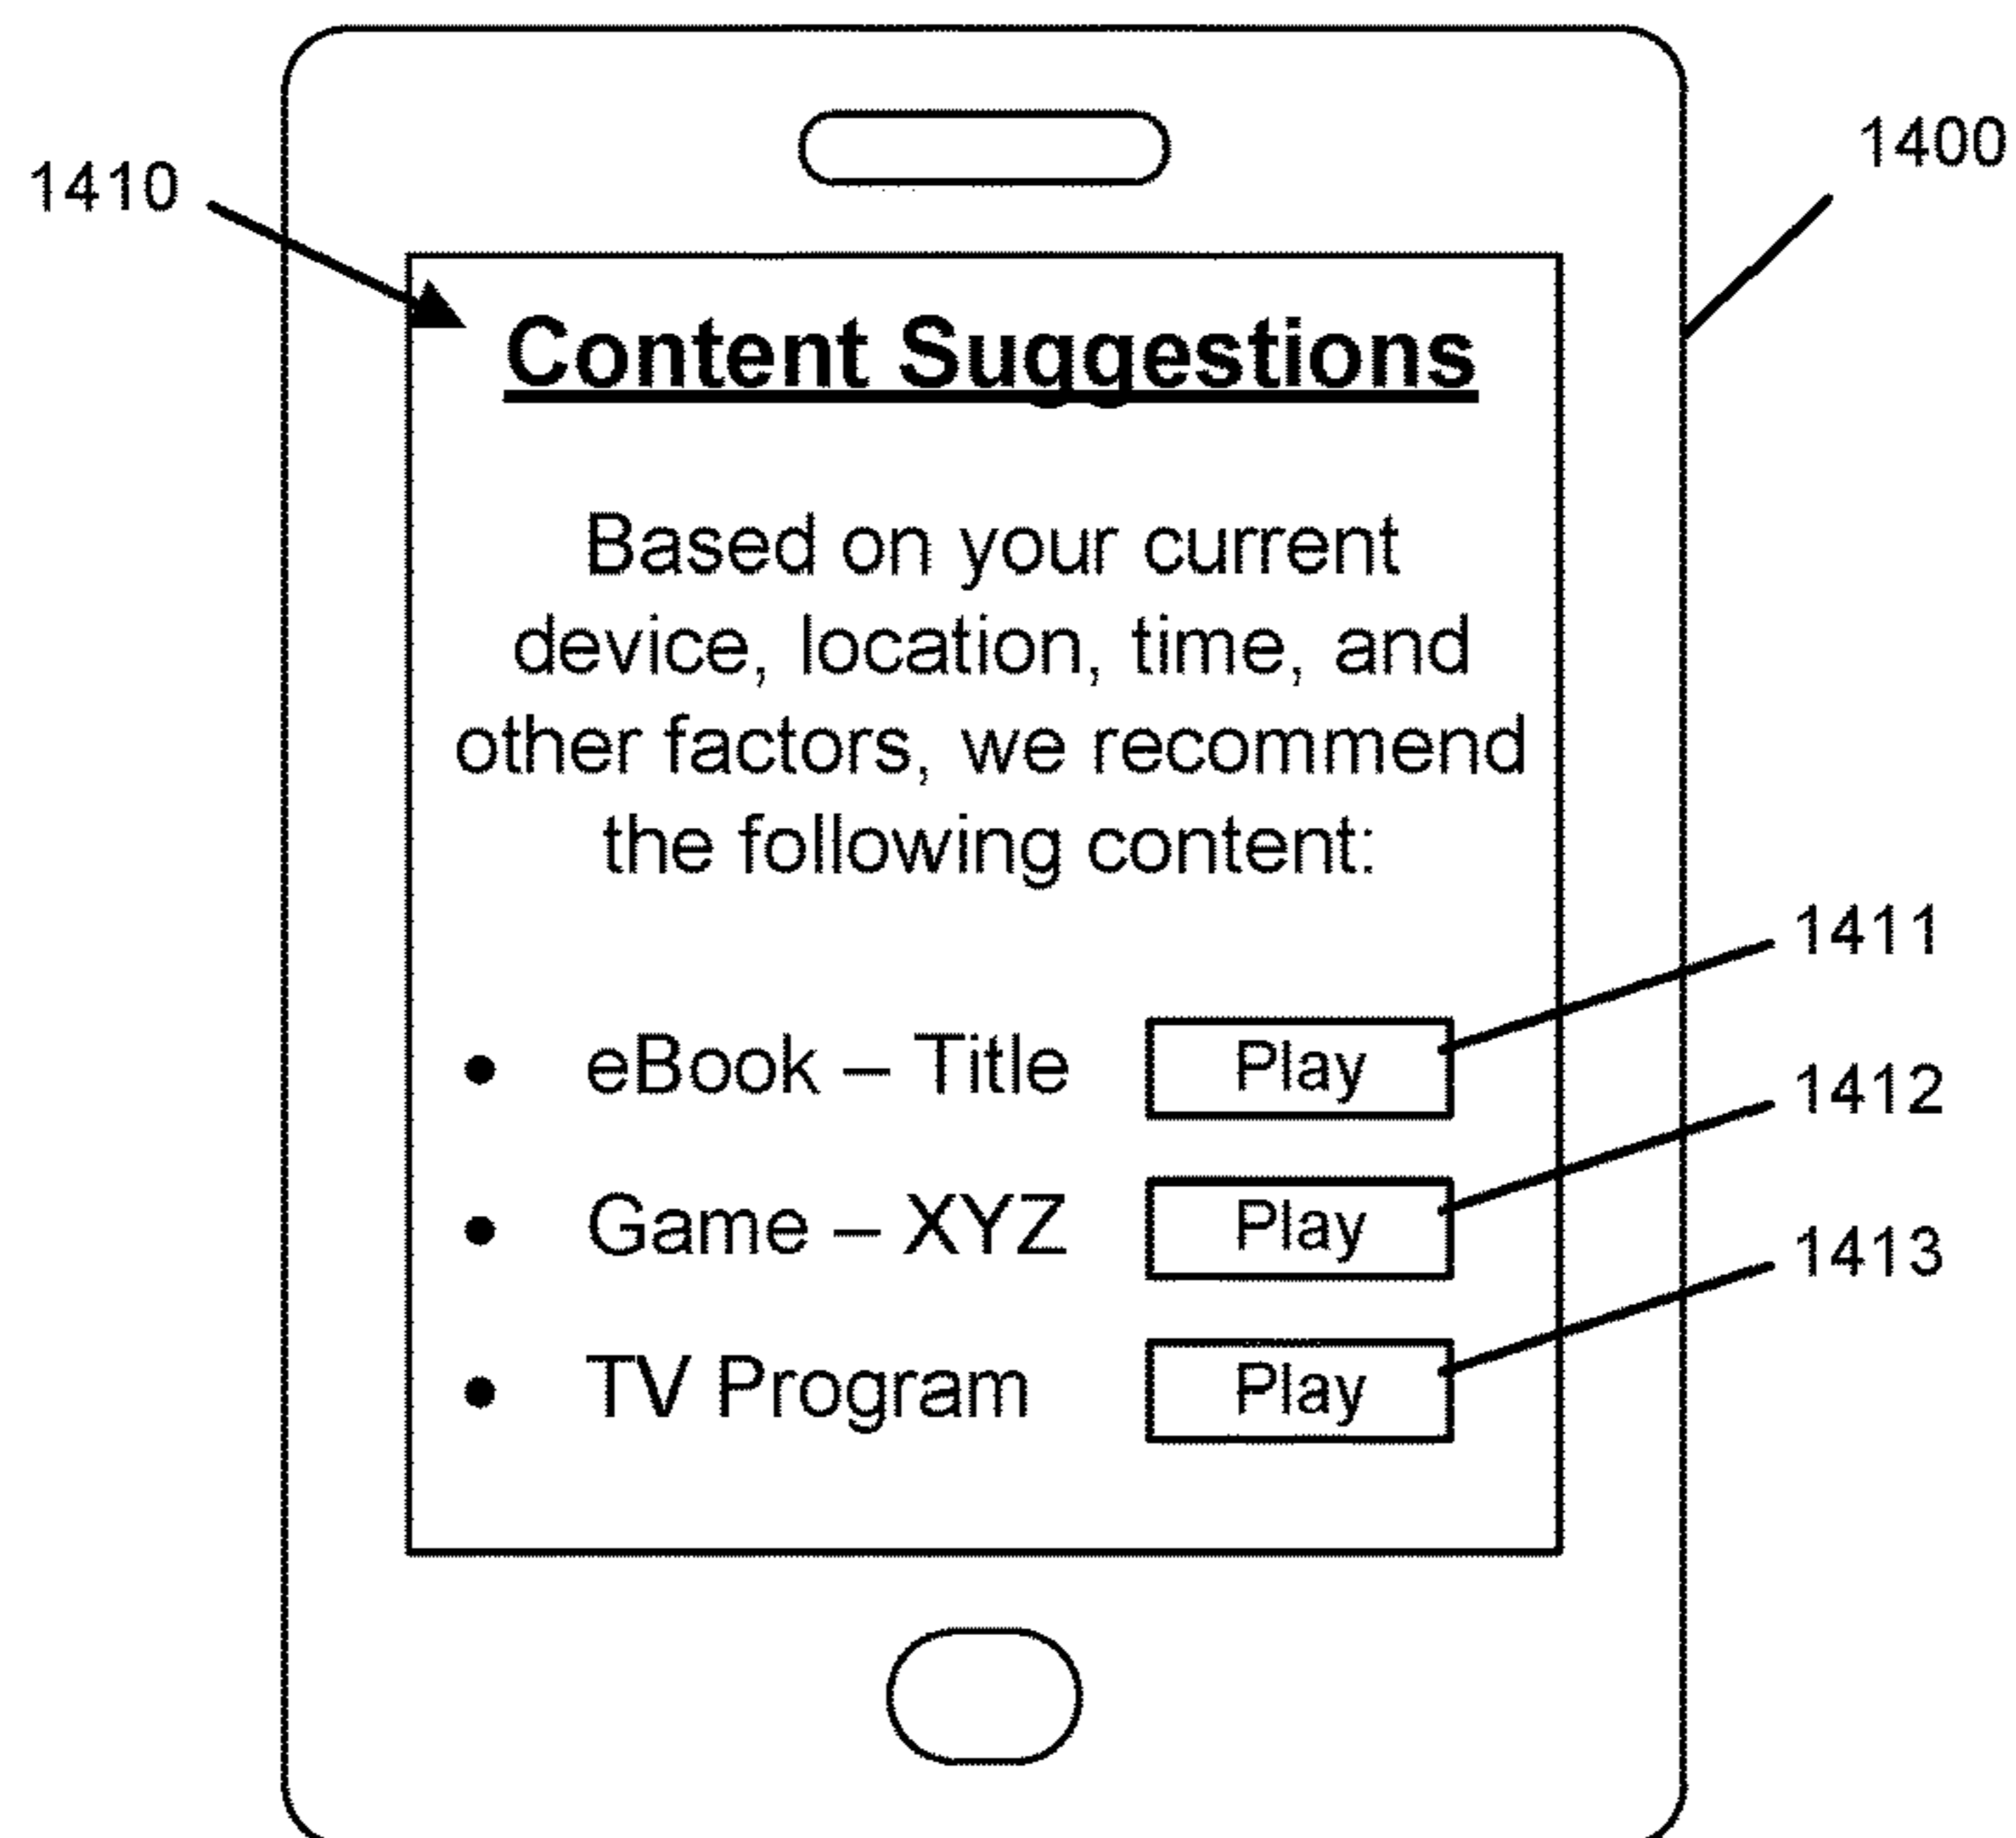 1400
1410
Content Suggestions
Based on your current
device, location, time, and
other factors, we recommend
the following content:
1411
• eBook – Title Play
1412
• Game – XYZ Play
1413
• TV Program Play